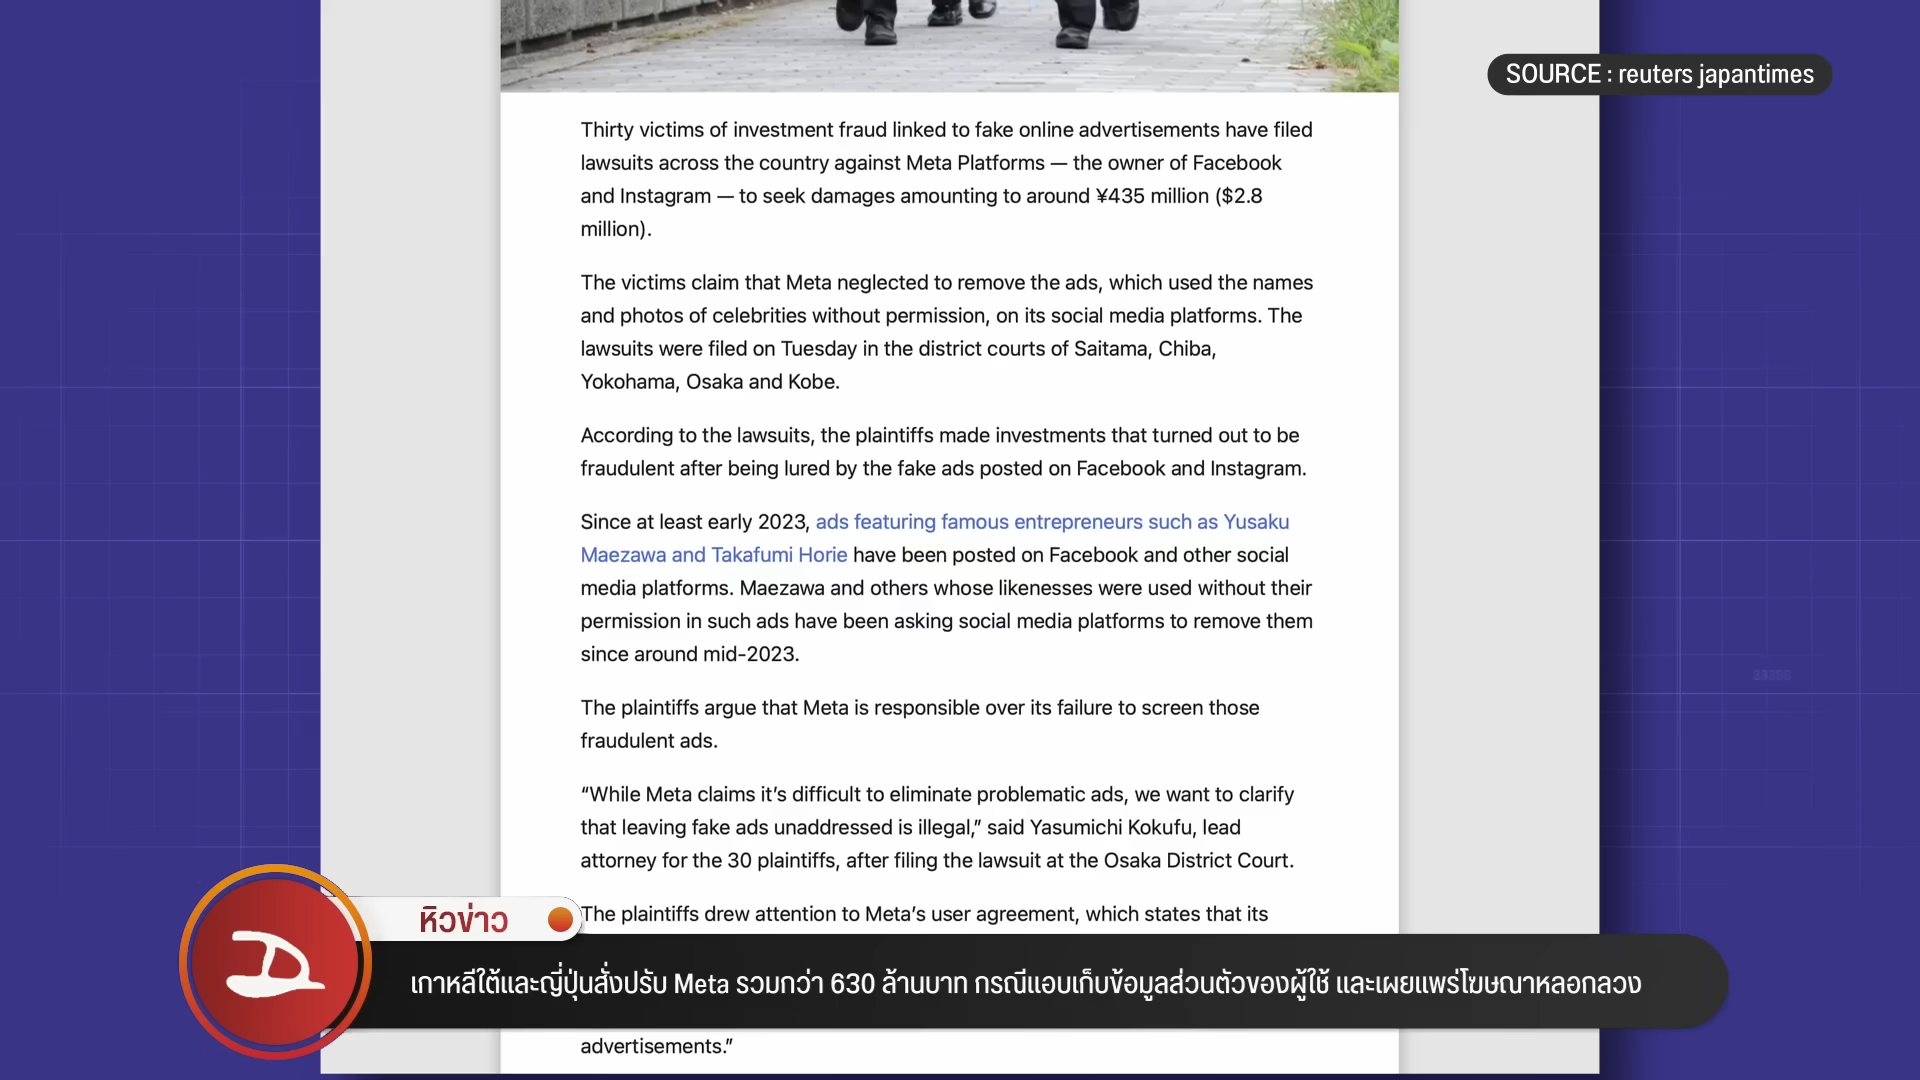 SOURCE : reuters japantimes
Thirty victims of investment fraud linked to fake online advertisements have filed
lawsuits across the country against Meta Platforms — the owner of Facebook
and Instagram — to seek damages amounting to around ¥435 million ($2.8
million).
The victims claim that Meta neglected to remove the ads, which used the names
and photos of celebrities without permission, on its social media platforms. The
lawsuits were filed on Tuesday in the district courts of Saitama, Chiba,
Yokohama, Osaka and Kobe.
According to the lawsuits, the plaintiffs made investments that turned out to be
fraudulent after being lured by the fake ads posted on Facebook and Instagram.
Since at least early 2023, ads featuring famous entrepreneurs such as Yusaku
Maezawa and Takafumi Horie have been posted on Facebook and other social
media platforms. Maezawa and others whose likenesses were used without their
permission in such ads have been asking social media platforms to remove them
since around mid-2023.
The plaintiffs argue that Meta is responsible over its failure to screen those
fraudulent ads.
“While Meta claims it’s difficult to eliminate problematic ads, we want to clarify
that leaving fake ads unaddressed is illegal,” said Yasumichi Kokufu, lead
attorney for the 30 plaintiffs, after filing the lawsuit at the Osaka District Court.
The plaintiffs drew attention to Meta’s user agreement, which states that its
หิวข่าว
เกาหลีใต้และญี่ปุ่นสั่งปรับ Meta รวมกว่า 630 ล้านบาท กรณีแอบเก็บข้อมูลส่วนตัวของผู้ใช้ และเผยแพร่โฆษณาหลอกลวง
advertisements.”